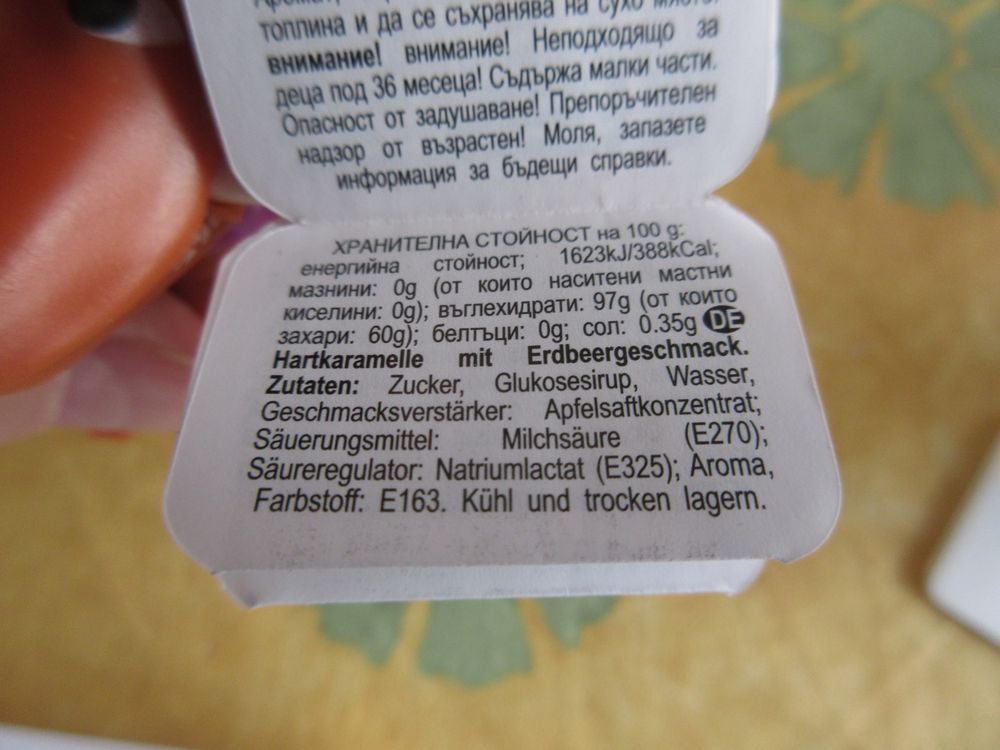 топлина и да се съхранява на сухо място.
внимание! внимание! Неподходящо за
деца под 36 месеца! Съдържа малки части.
Опасност от задушаване! Препоръчителен
надзор от възрастен! Моля, запазете
информация за бъдещи справки.
ХРАНИТЕЛНА СТОЙНОСТ на 100 g:
енергийна стойност; 1623kJ/388kCal;
мазнини: 0g (от които наситени мастни
киселини: 0g); въглехидрати: 97g (от които
захари: 60g); белтъци: 0g; сол: 0.35g DE
Hartkaramelle mit Erdbeergeschmack.
Zutaten: Zucker, Glukosesirup, Wasser,
Geschmacksverstärker: Apfelsaftkonzentrat;
Säuerungsmittel: Milchsäure (E270);
Säureregulator: Natriumlactat (E325); Aroma,
Farbstoff: E163. Kühl und trocken lagern.